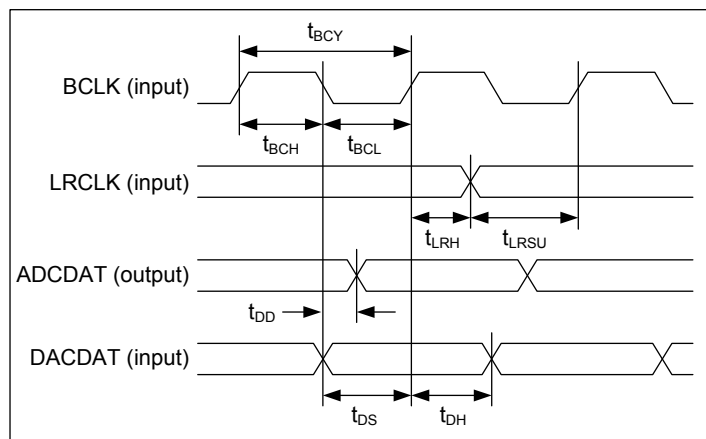 tBCY
BCLK (input)
tBCH
tBCL
LRCLK (input)
tLRH
tLRSU
ADCDAT (output)
tDD
DACDAT (input)
tDS
tDH